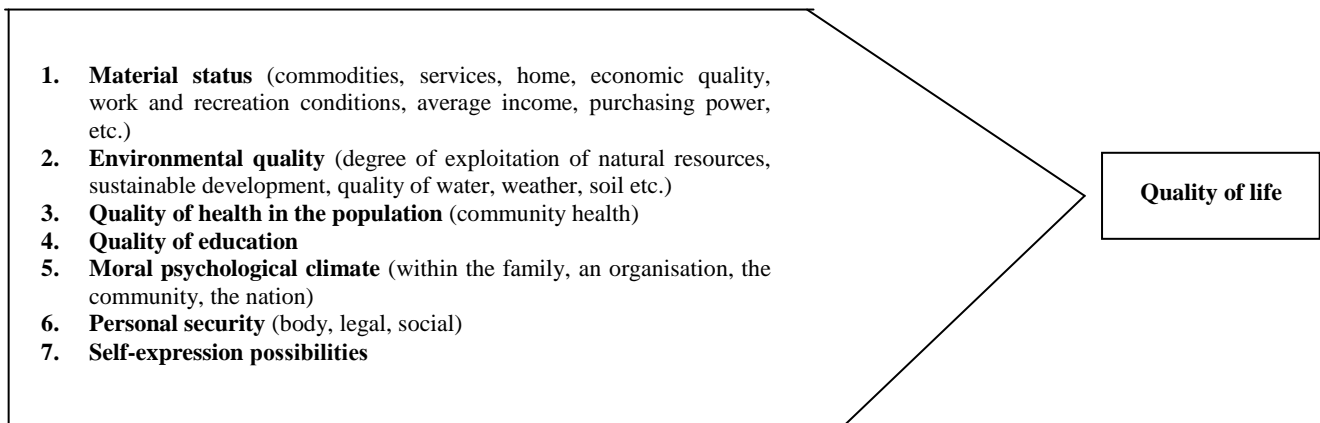 1. Material status (commodities, services, home, economic quality,
work and recreation conditions, average income, purchasing power,
etc.)
2. Environmental quality (degree of exploitation of natural resources,
sustainable development, quality of water, weather, soil etc.)
3. Quality of health in the population (community health)
4. Quality of education
5. Moral psychological climate (within the family, an organisation, the
community, the nation)
6. Personal security (body, legal, social)
7. Self-expression possibilities
Quality of life